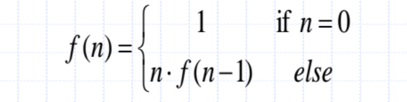 f(n) = { 1 if n = 0
n · f(n−1) else